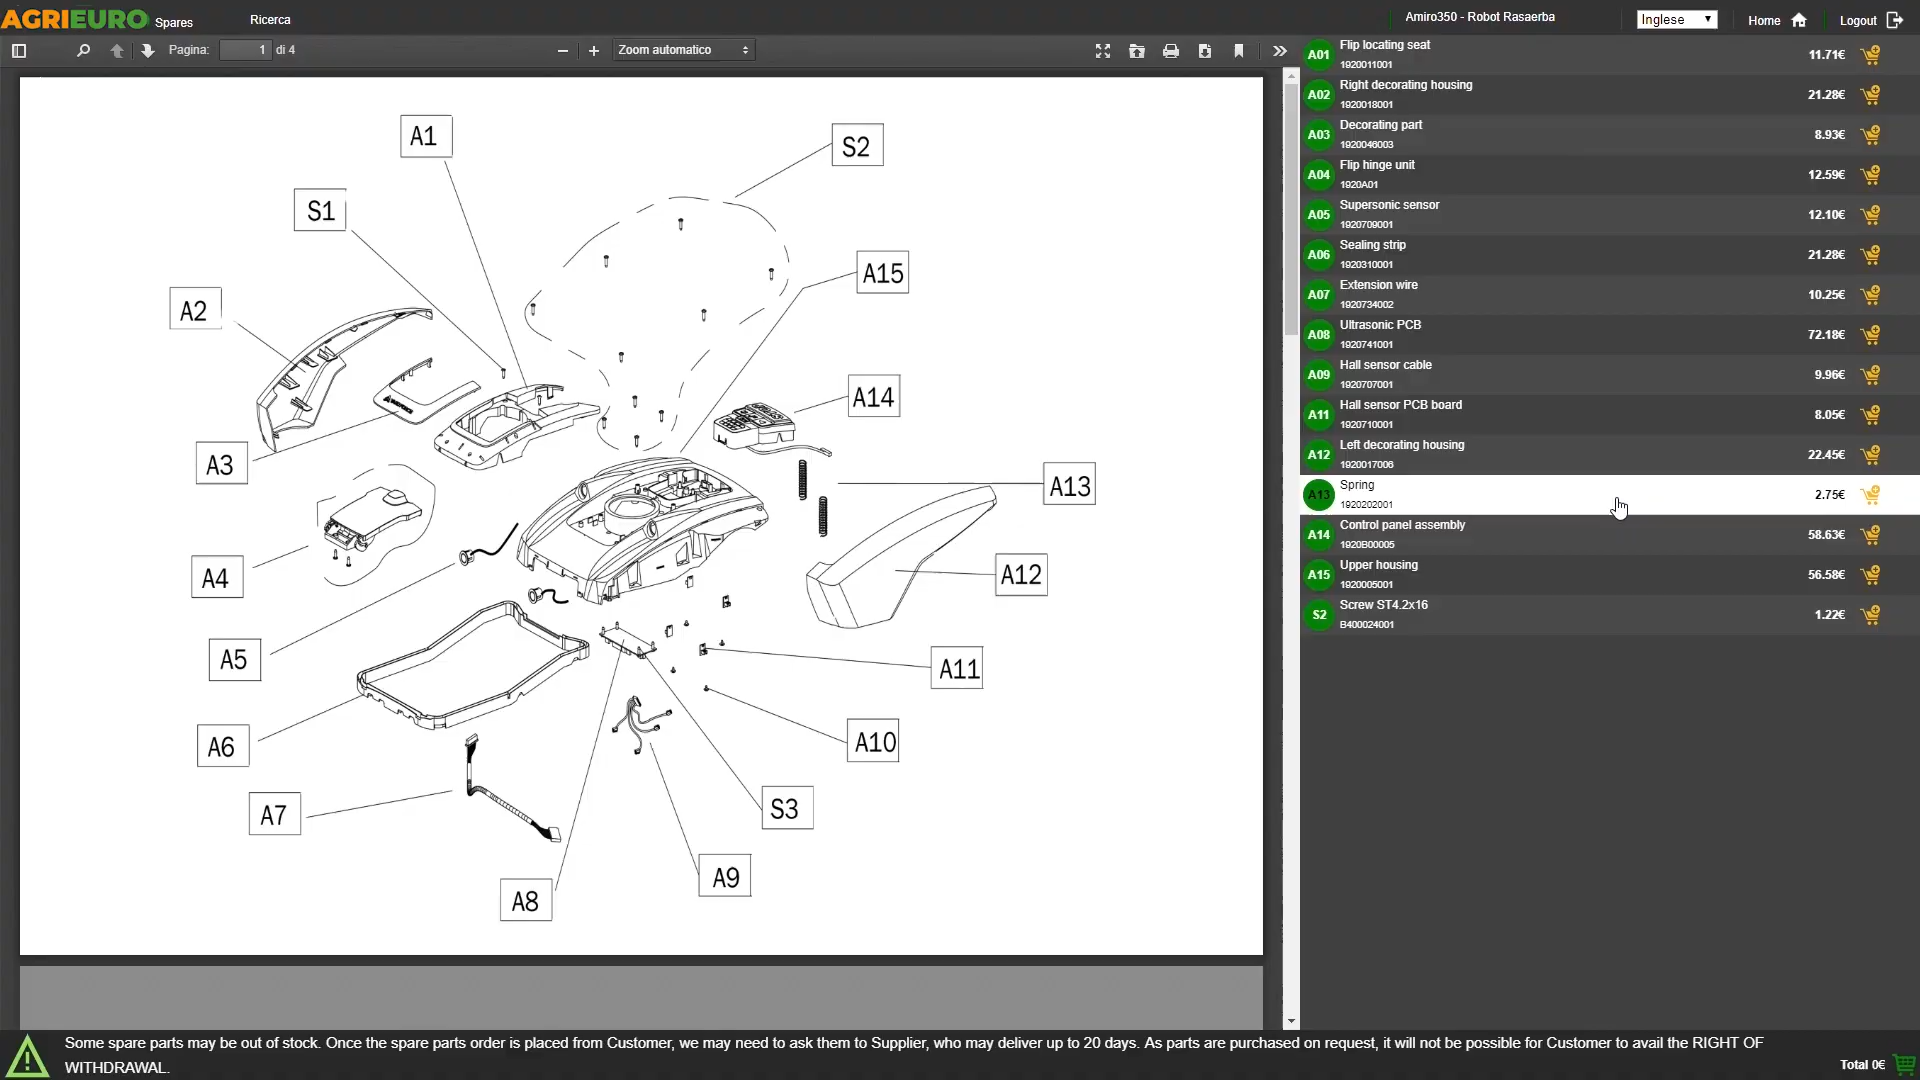 AGRIEURO Spares
Ricerca
Amiro350 - Robot Rasaerba
Inglese
Home
Logout
Pagina: 1 di 4
Zoom automatico
A1
S2
S1
A15
A2
A14
A3
A13
A4
A12
A5
A11
A6
A10
A7
S3
A9
A8
A01 Flip locating seat 11.71€
1920011001
A02 Right decorating housing 21.28€
1920018001
A03 Decorating part 8.93€
1920046003
A04 Flip hinge unit 12.59€
1920A01
A05 Supersonic sensor 12.10€
1920709001
A06 Sealing strip 21.28€
1920310001
A07 Extension wire 10.25€
1920734002
A08 Ultrasonic PCB 72.18€
1920741001
A09 Hall sensor cable 9.96€
1920707001
A11 Hall sensor PCB board 8.05€
1920710001
A12 Left decorating housing 22.45€
1920017006
A13 Spring 2.75€
1920202001
A14 Control panel assembly 58.63€
1920B00005
A15 Upper housing 56.58€
1920005001
S2 Screw ST4.2x16 1.22€
B400024001
Some spare parts may be out of stock. Once the spare parts order is placed from Customer, we may need to ask them to Supplier, who may deliver up to 20 days. As parts are purchased on request, it will not be possible for Customer to avail the RIGHT OF
WITHDRAWAL.
Total 0€